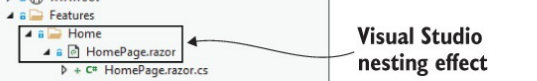 Features
Home
HomePage.razor
+ C# HomePage.razor.cs
Visual Studio
nesting effect